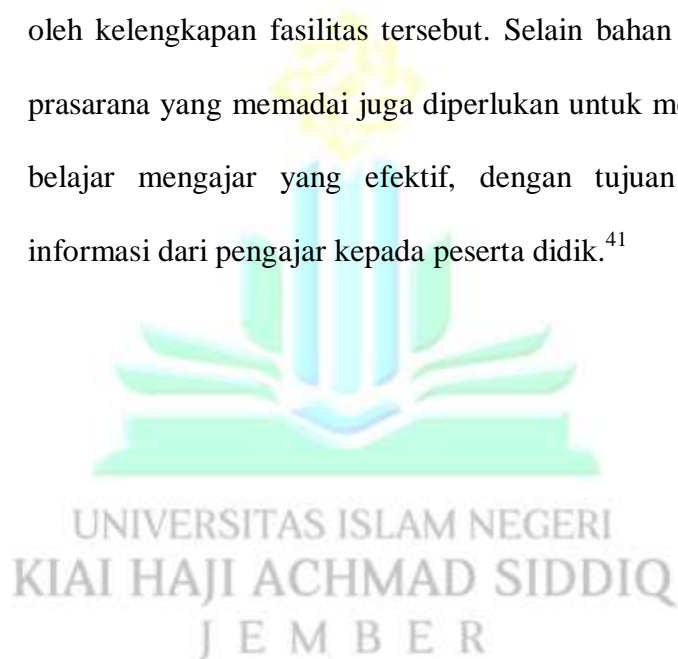 oleh kelengkapan fasilitas tersebut. Selain bahan
prasarana yang memadai juga diperlukan untuk
belajar mengajar yang efektif, dengan tujuan
informasi dari pengajar kepada peserta didik.41
UNIVERSITAS ISLAM NEGERI
KIAI HAJI ACHMAD SIDDIQ
JEMBER